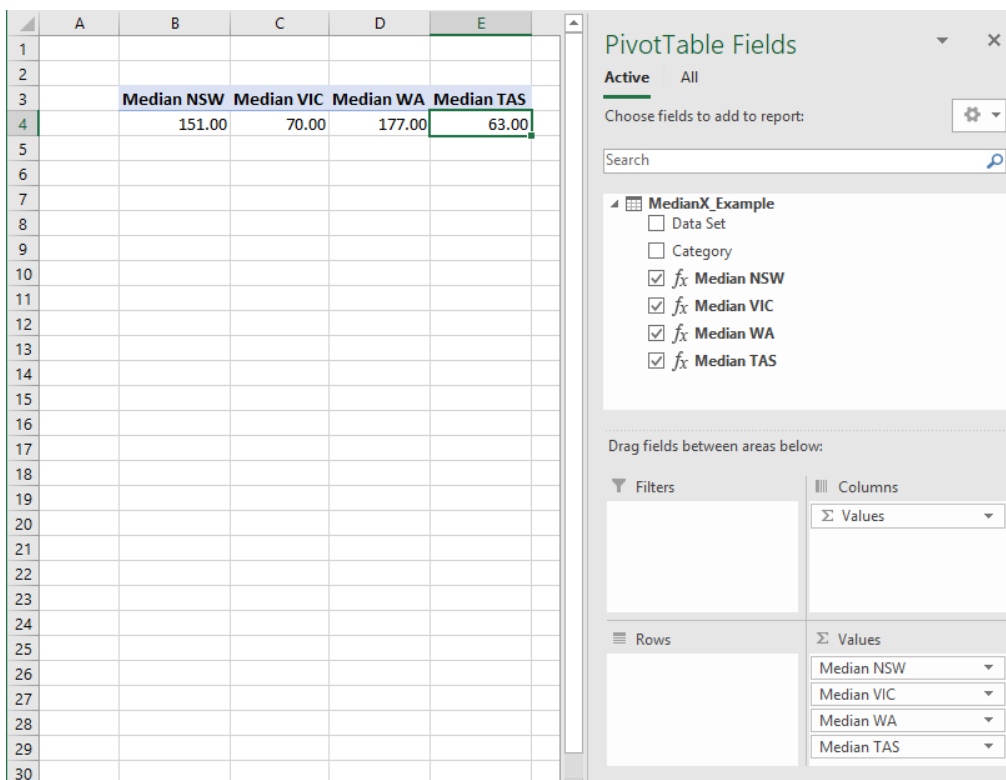 A B C D E
1
2
3 Median NSW Median VIC Median WA Median TAS
4 151.00 70.00 177.00 63.00
5
6
7
8
9
10
11
12
13
14
15
16
17
18
19
20
21
22
23
24
25
26
27
28
29
30
PivotTable Fields
Active All
Choose fields to add to report:
Search
MedianX_Example
Data Set
Category
fx Median NSW
fx Median VIC
fx Median WA
fx Median TAS
Drag fields between areas below:
Filters
Columns
Σ Values
Rows
Σ Values
Median NSW
Median VIC
Median WA
Median TAS